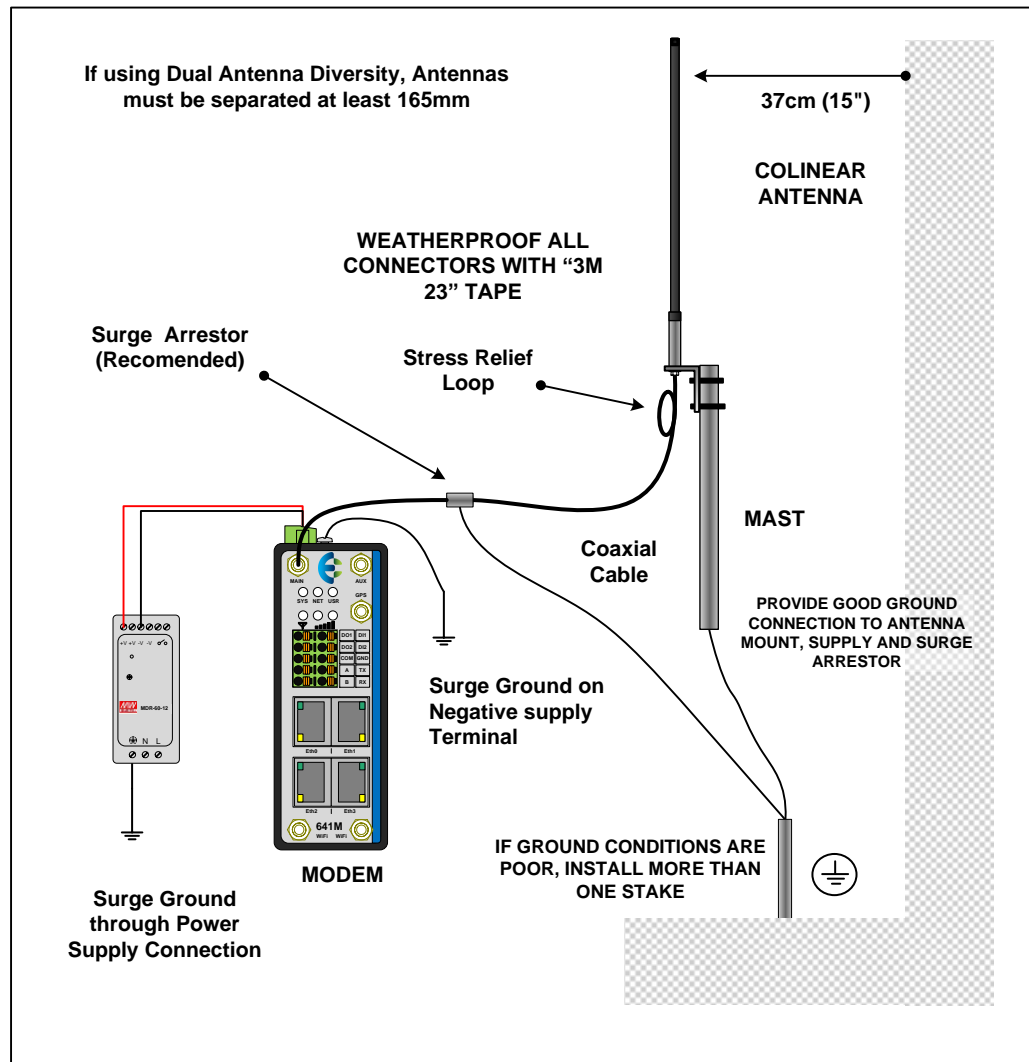 If using Dual Antenna Diversity, Antennas
must be separated at least 165mm
37cm (15")
COLINEAR
ANTENNA
WEATHERPROOF ALL
CONNECTORS WITH “3M
23” TAPE
Surge Arrestor
(Recomended)
Stress Relief
Loop
MAST
Coaxial
Cable
PROVIDE GOOD GROUND
CONNECTION TO ANTENNA
MOUNT, SUPPLY AND SURGE
ARRESTOR
MAIN
AUX
GPS
SYS NET USR
DO1 DI1
DO2 DI2
COM GND
A TX
B RX
Eth0 Eth1
Eth2 Eth3
641M
WiFi WiFi
MODEM
+V +V -V -V
MW
MDR-60-12
N L
Surge Ground on
Negative supply
Terminal
IF GROUND CONDITIONS ARE
POOR, INSTALL MORE THAN
ONE STAKE
Surge Ground
through Power
Supply Connection